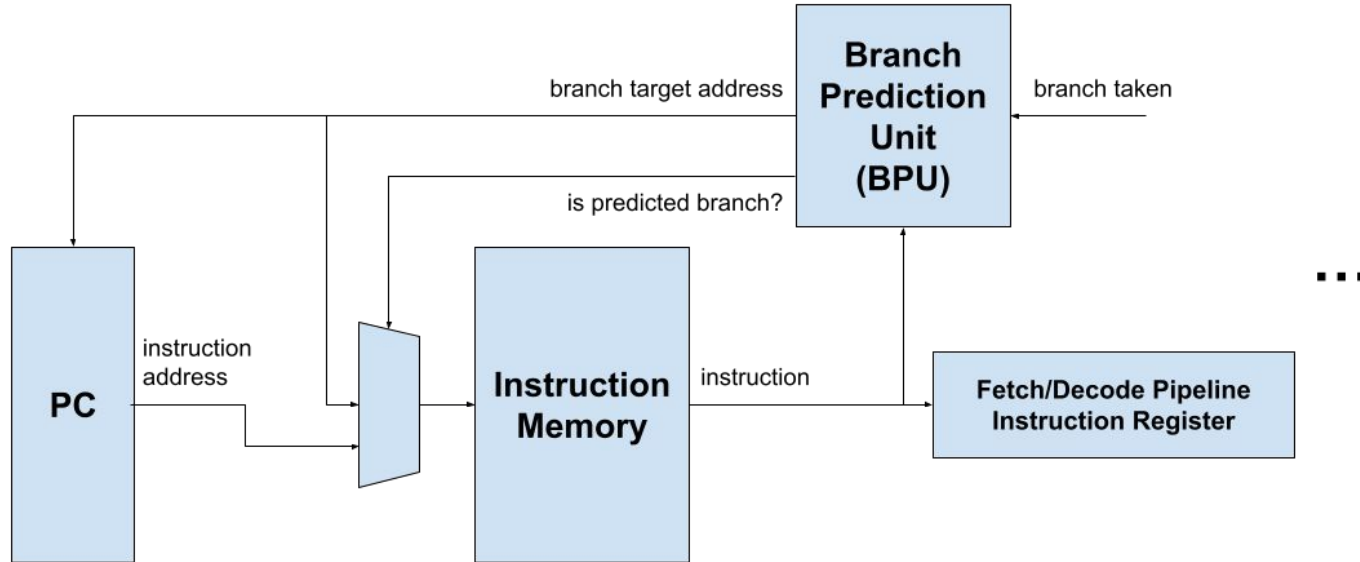 Branch
Prediction
Unit
(BPU)
branch target address
branch taken
is predicted branch?
instruction
address
PC
Instruction
Memory
instruction
Fetch/Decode Pipeline
Instruction Register
...